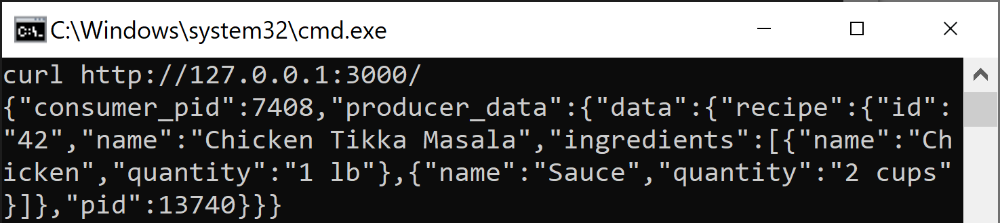 C:\Windows\system32\cmd.exe
curl http://127.0.0.1:3000/
{"consumer_pid":7408,"producer_data":{"data":{"recipe":{"id":
"42","name":"Chicken Tikka Masala","ingredients":[{"name":"Ch
icken","quantity":"1 lb"},{"name":"Sauce","quantity":"2 cups"
}]},"pid":13740}}}